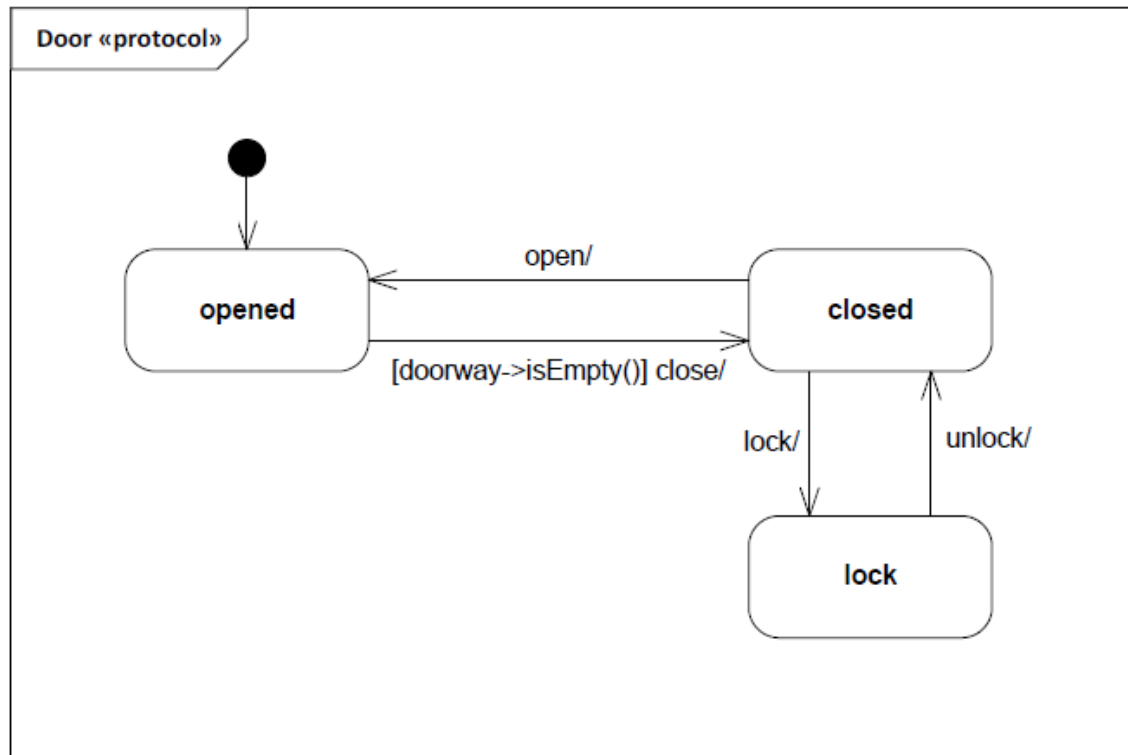 Door «protocol»
open/
opened
closed
[doorway->isEmpty()] close/
lock/
unlock/
lock